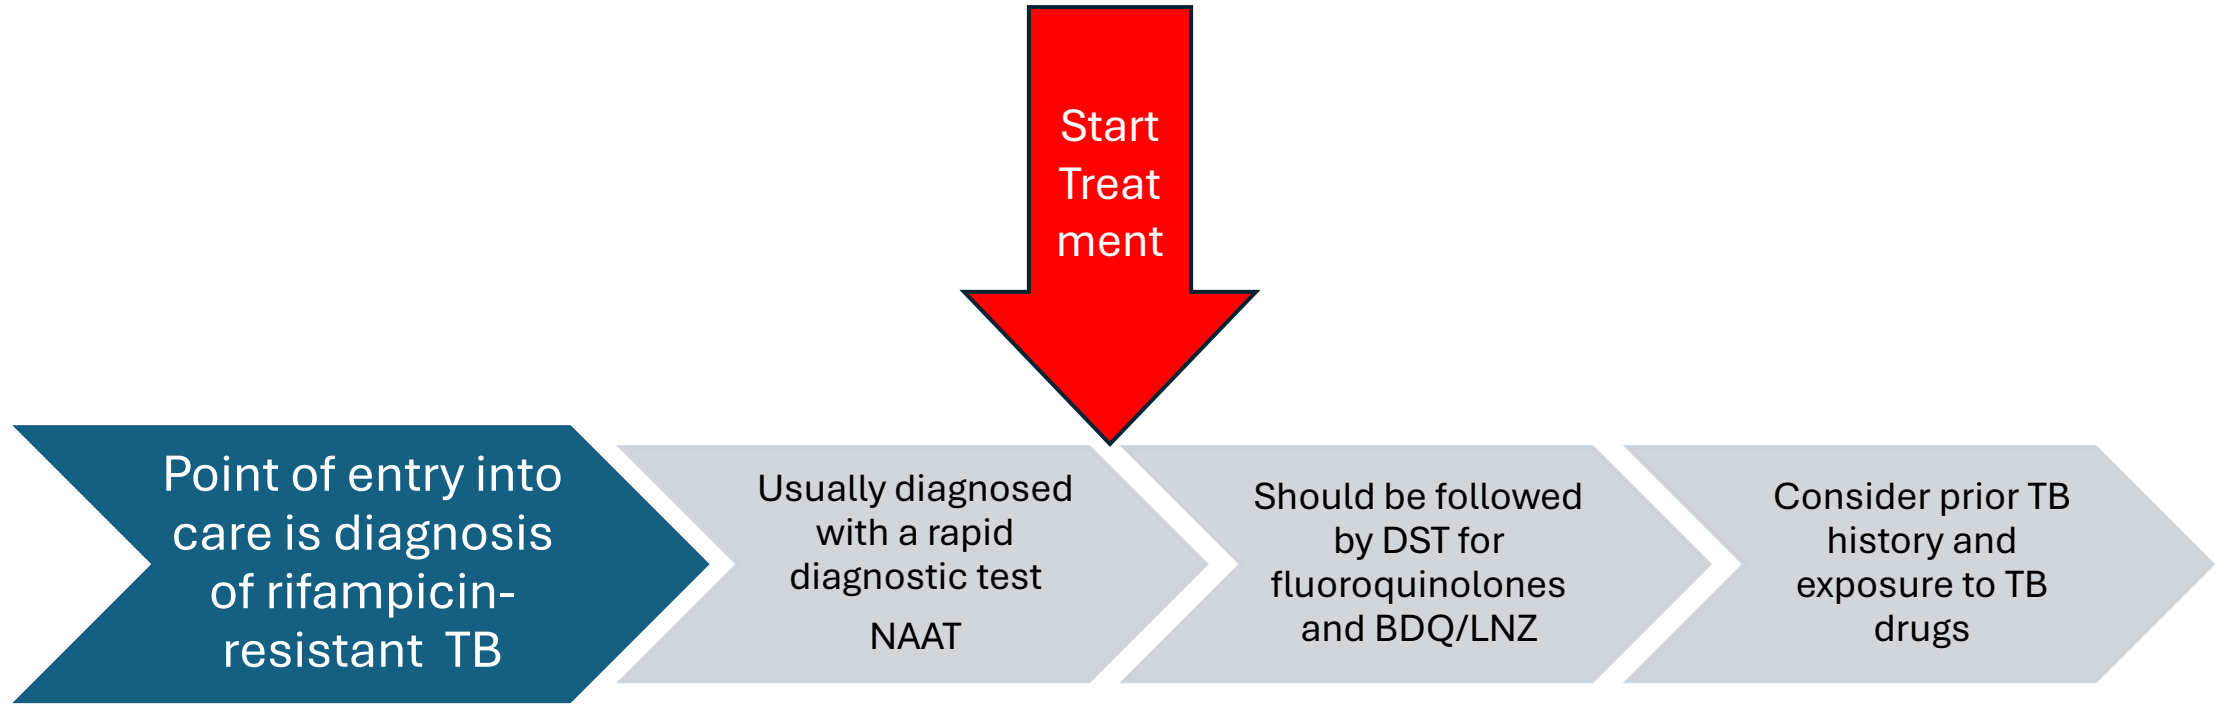 Start
Treat
ment
Point of entry into
care is diagnosis
of rifampicin-
resistant  TB
Usually diagnosed
with a rapid
diagnostic test
NAAT
Should be followed
by DST for
fluoroquinolones
and BDQ/LNZ
Consider prior TB
history and
exposure to TB
drugs